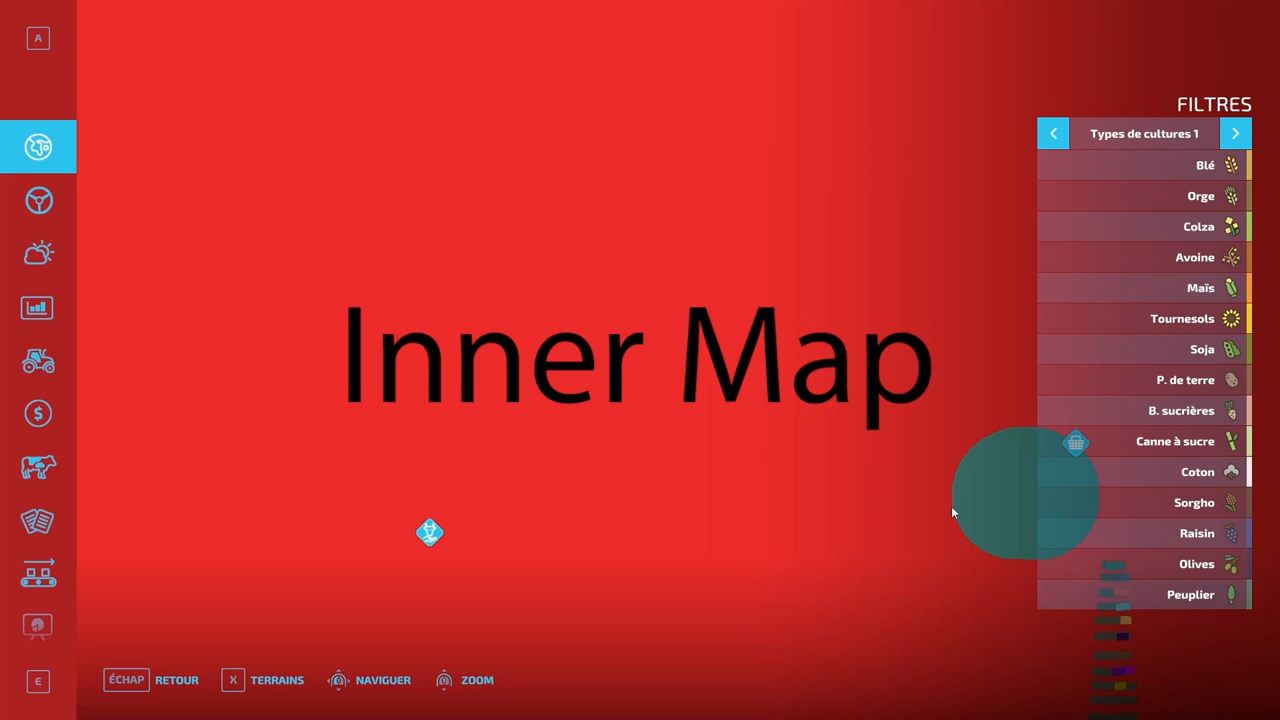 A
FILTRES
Types de cultures 1
Blé
Orge
Colza
Avoine
Maïs
Tournesols
Soja
P. de terre
B. sucrières
Canne à sucre
Coton
Sorgho
Raisin
Olives
Peuplier
Inner Map
E
ÉCHAP RETOUR X TERRAINS NAVIGUER ZOOM